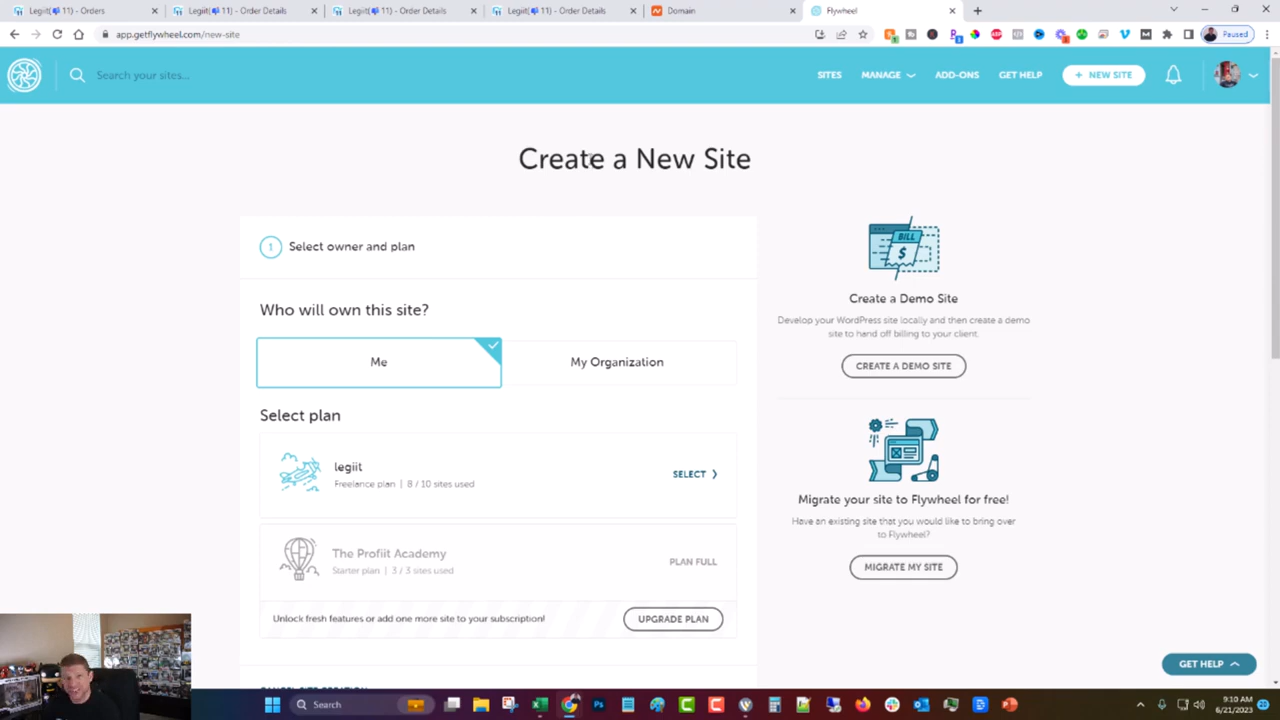 Legiit(11) - Orders
Legiit(11) - Order Details
Legiit(11) - Order Details
Legiit(11) - Order Details
Domain
Flywheel
app.getflywheel.com/new-site
Paused
Search your sites...
SITES
MANAGE
ADD-ONS
GET HELP
+ NEW SITE
Create a New Site
1 Select owner and plan
Who will own this site?
Me
My Organization
Select plan
legiit
Freelance plan | 8 / 10 sites used
SELECT
The Profiit Academy
Starter plan | 3 / 3 sites used
PLAN FULL
Unlock fresh features or add one more site to your subscription!
UPGRADE PLAN
CANCEL SITE CREATION
BILL
$
Create a Demo Site
Develop your WordPress site locally and then create a demo
site to hand off billing to your client.
CREATE A DEMO SITE
Migrate your site to Flywheel for free!
Have an existing site that you would like to bring over
to Flywheel?
MIGRATE MY SITE
GET HELP
Search
9:10 AM
6/21/2023